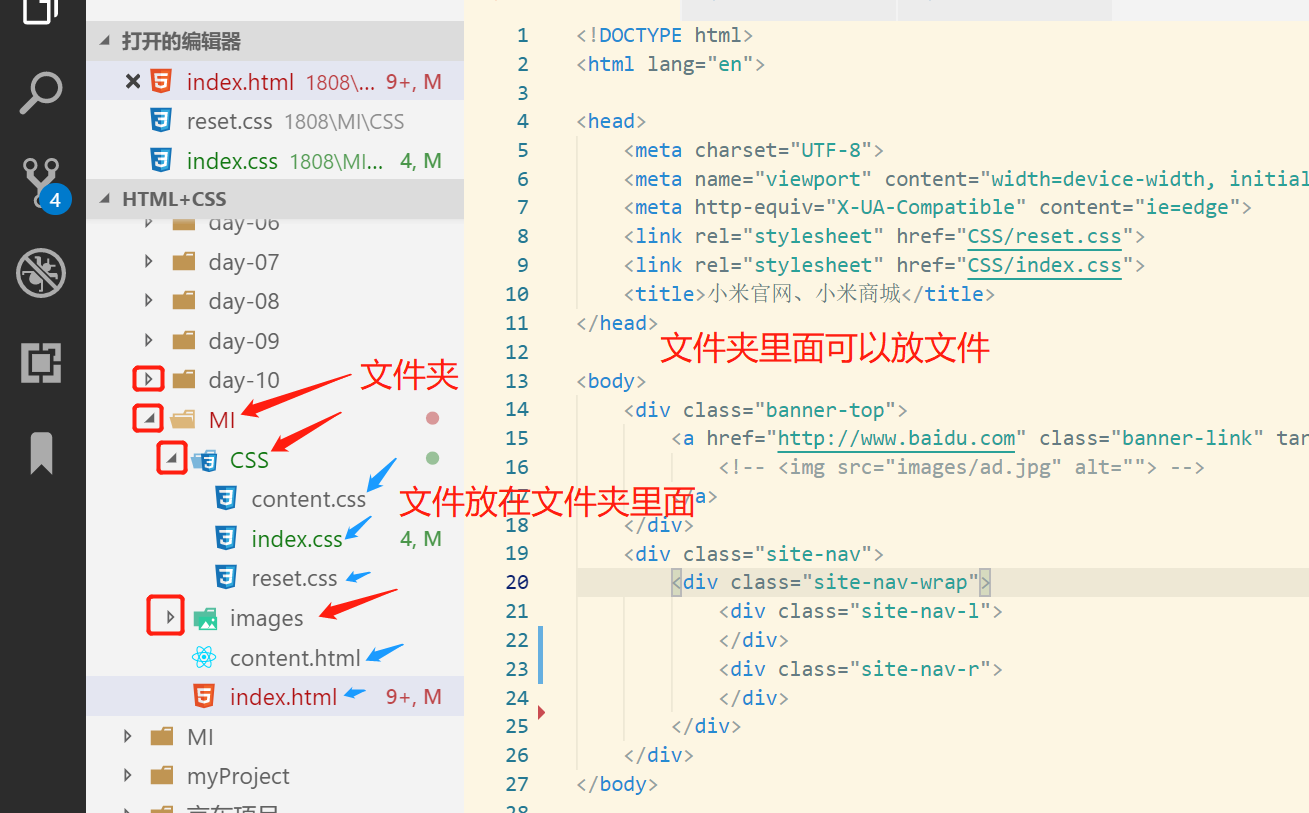 打开的编辑器
index.html 1808\... 9+, M
reset.css 1808\MI\CSS
index.css 1808\MI... 4, M
4
HTML+CSS
day-06
day-07
day-08
day-09
day-10
MI
CSS
content.css
index.css 4, M
reset.css
images
content.html
index.html 9+, M
MI
myProject
京东项目
文件夹
文件夹里面可以放文件
文件放在文件夹里面
1 <!DOCTYPE html>
2 <html lang="en">
3
4 <head>
5 <meta charset="UTF-8">
6 <meta name="viewport" content="width=device-width, initial
7 <meta http-equiv="X-UA-Compatible" content="ie=edge">
8 <link rel="stylesheet" href="CSS/reset.css">
9 <link rel="stylesheet" href="CSS/index.css">
10 <title>小米官网、小米商城</title>
11 </head>
12
13 <body>
14 <div class="banner-top">
15 <a href="http://www.baidu.com" class="banner-link" tar
16 <!-- <img src="images/ad.jpg" alt=""> -->
17 </a>
18 </div>
19 <div class="site-nav">
20 <div class="site-nav-wrap">
21 <div class="site-nav-l">
22 </div>
23 <div class="site-nav-r">
24 </div>
25 </div>
26 </div>
27 </body>
28